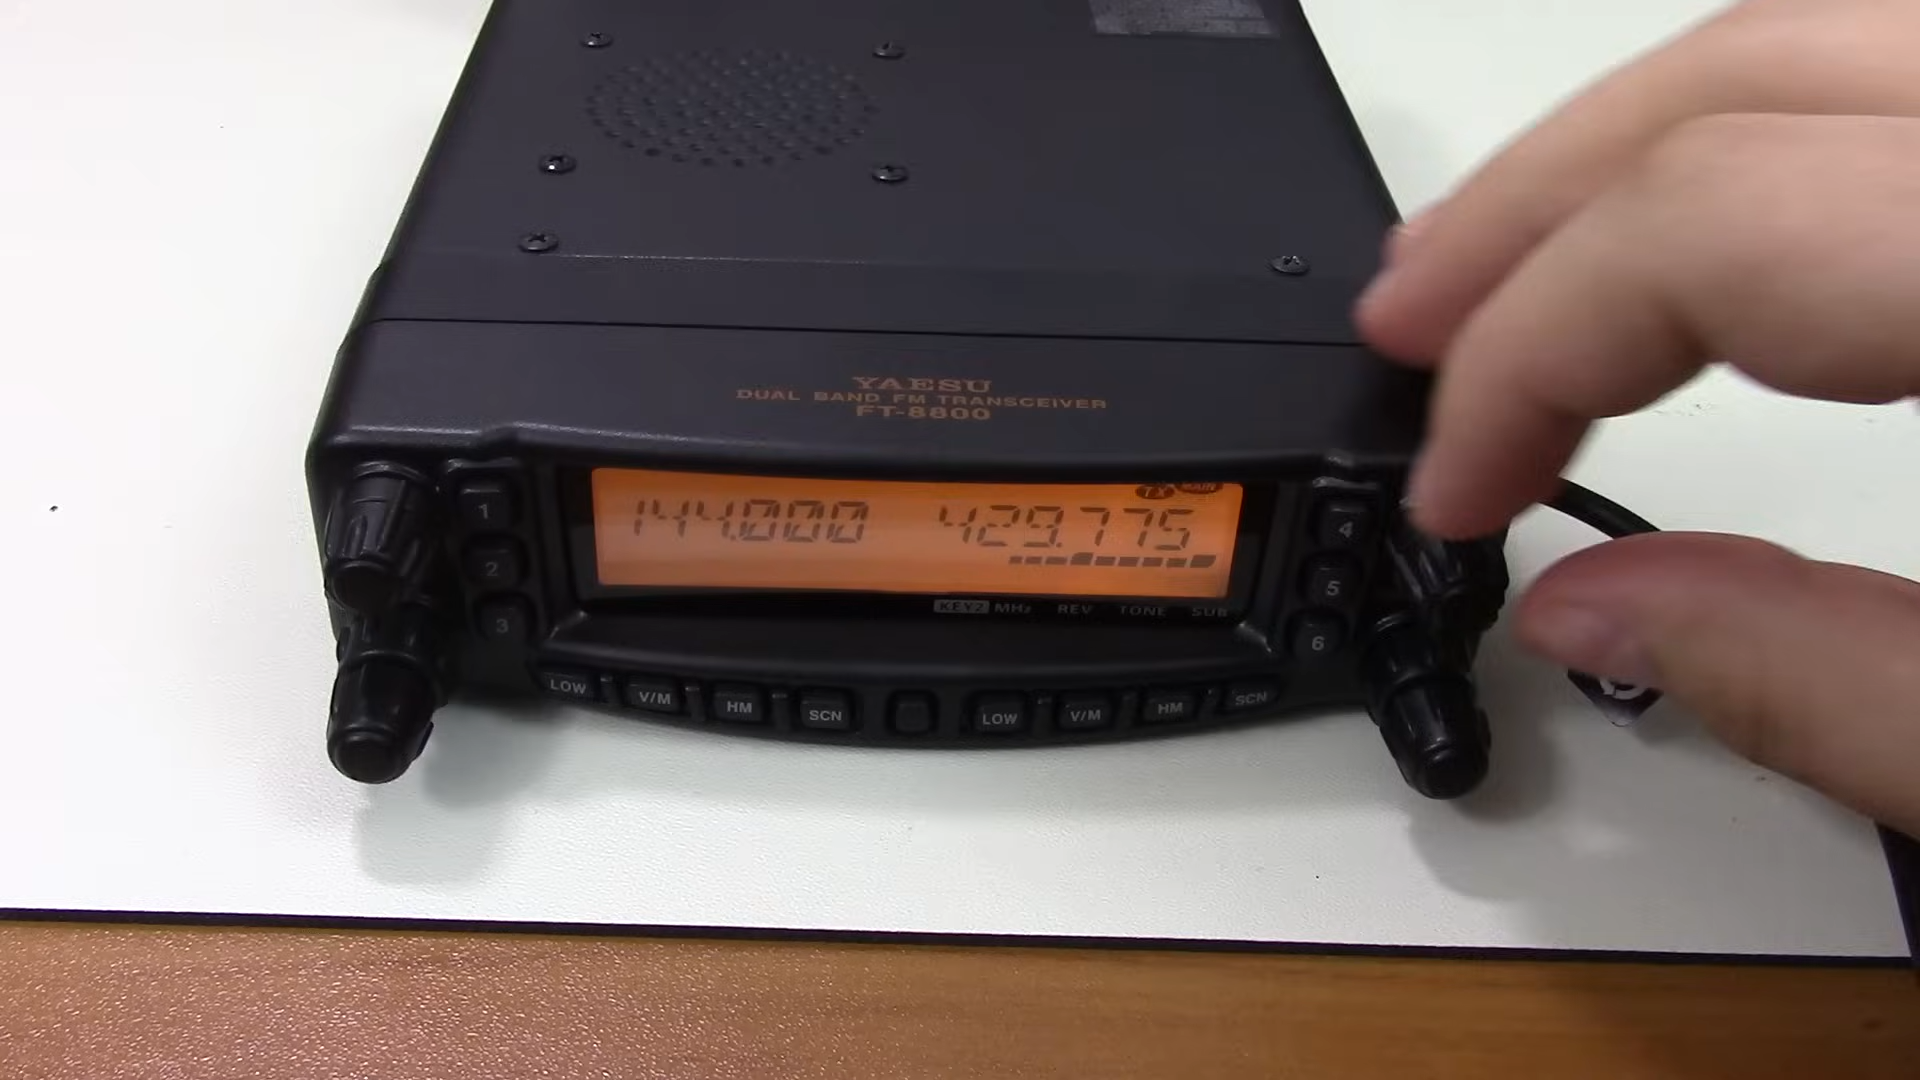 YAESU
DUAL BAND FM TRANSCEIVER
FT-8800
TX MAIN
144.000 429.775
KEY2 MHz REV TONE SUB
1
2
3
4
5
6
LOW V/M HM SCN LOW V/M HM SCN